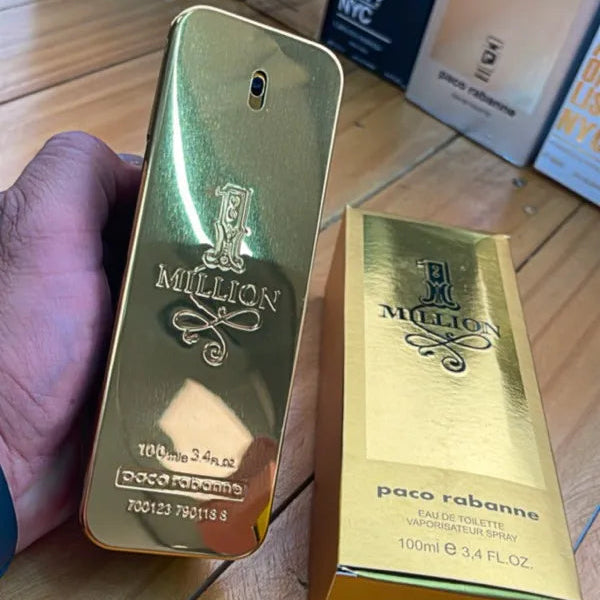 1
MILLION
100ml e 3.4 FL.OZ.
paco rabanne
700123 790118 8
1
MILLION
paco rabanne
EAU DE TOILETTE
VAPORISATEUR SPRAY
100ml e 3,4 FL.OZ.
NYC
paco rabanne
NYC